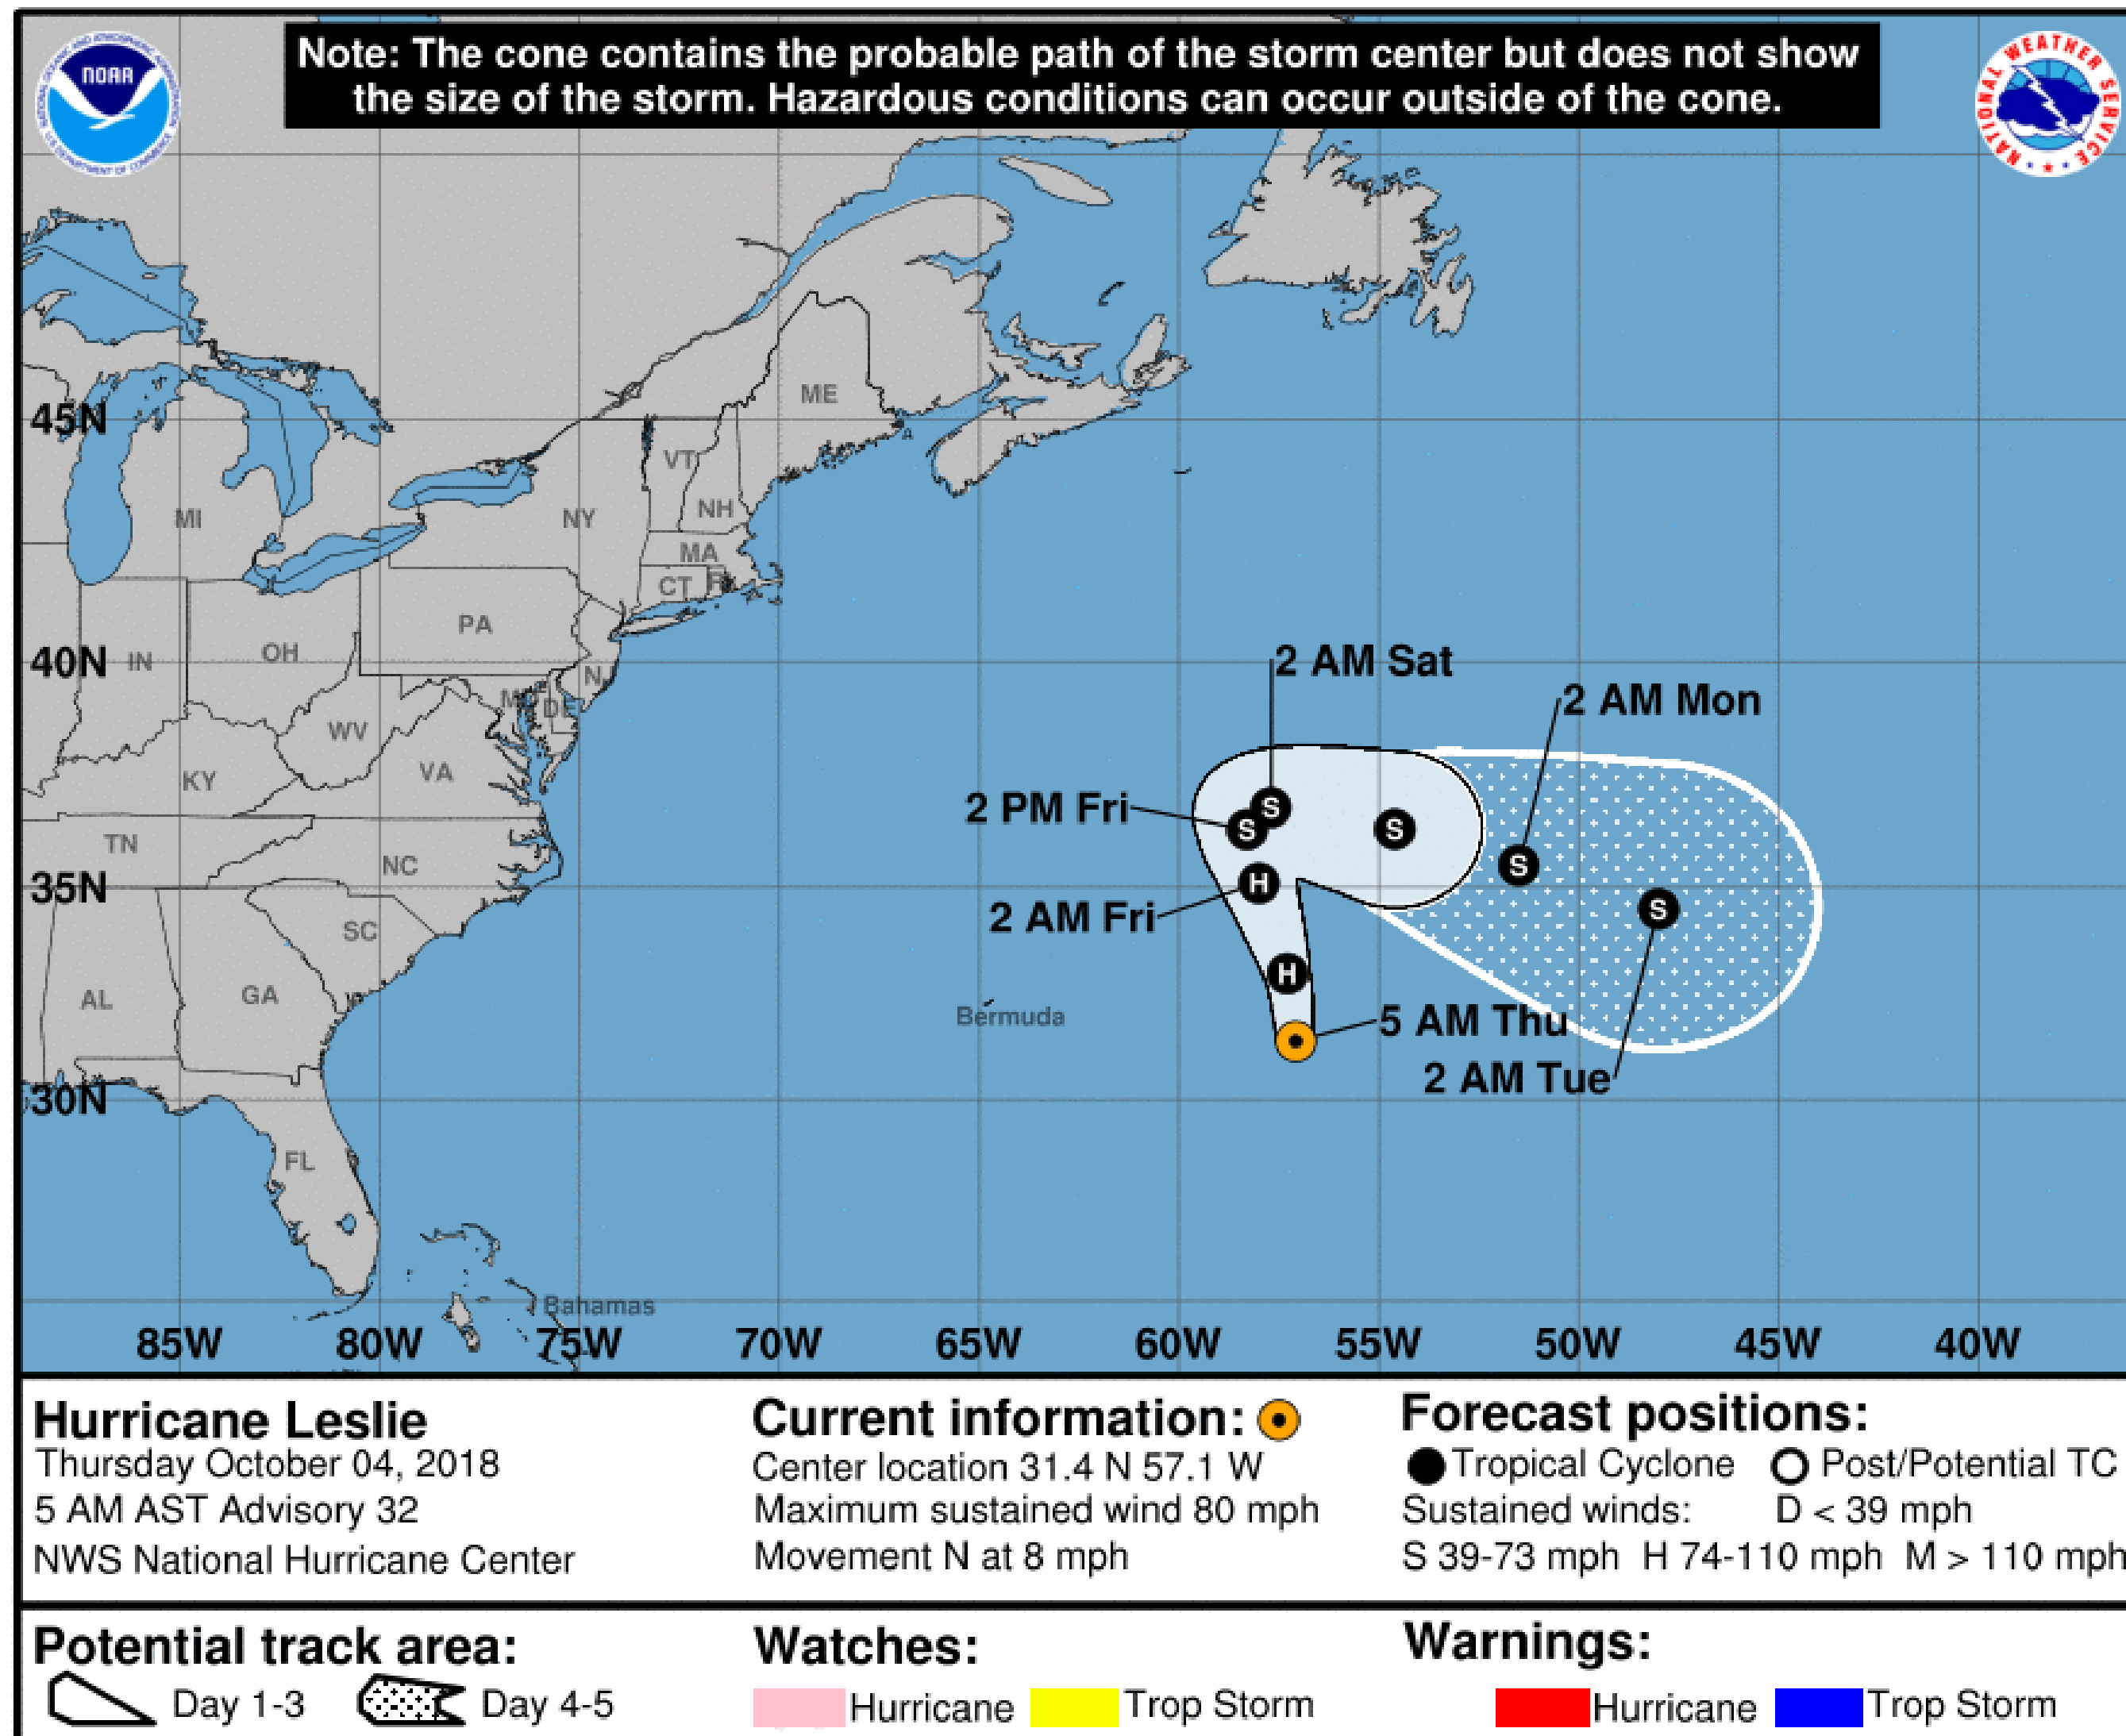 Note: The cone contains the probable path of the storm center but does not show
the size of the storm. Hazardous conditions can occur outside of the cone.
NOAA
NATIONAL WEATHER SERVICE
ME
45N
VT
NH
MI
NY
MA
CT
PA
40N
IN
OH
NJ
DE
2 AM Sat
2 AM Mon
WV
VA
KY
2 PM Fri
S
S
S
TN
NC
S
35N
H
S
2 AM Fri
SC
H
AL
GA
Bermuda
5 AM Thu
2 AM Tue
30N
FL
Bahamas
85W 80W 75W 70W 65W 60W 55W 50W 45W 40W
Hurricane Leslie
Thursday October 04, 2018
5 AM AST Advisory 32
NWS National Hurricane Center
Current information:
Center location 31.4 N 57.1 W
Maximum sustained wind 80 mph
Movement N at 8 mph
Forecast positions:
Tropical Cyclone Post/Potential TC
Sustained winds: D < 39 mph
S 39-73 mph H 74-110 mph M > 110 mph
Potential track area:
Day 1-3 Day 4-5
Watches:
Hurricane Trop Storm
Warnings:
Hurricane Trop Storm